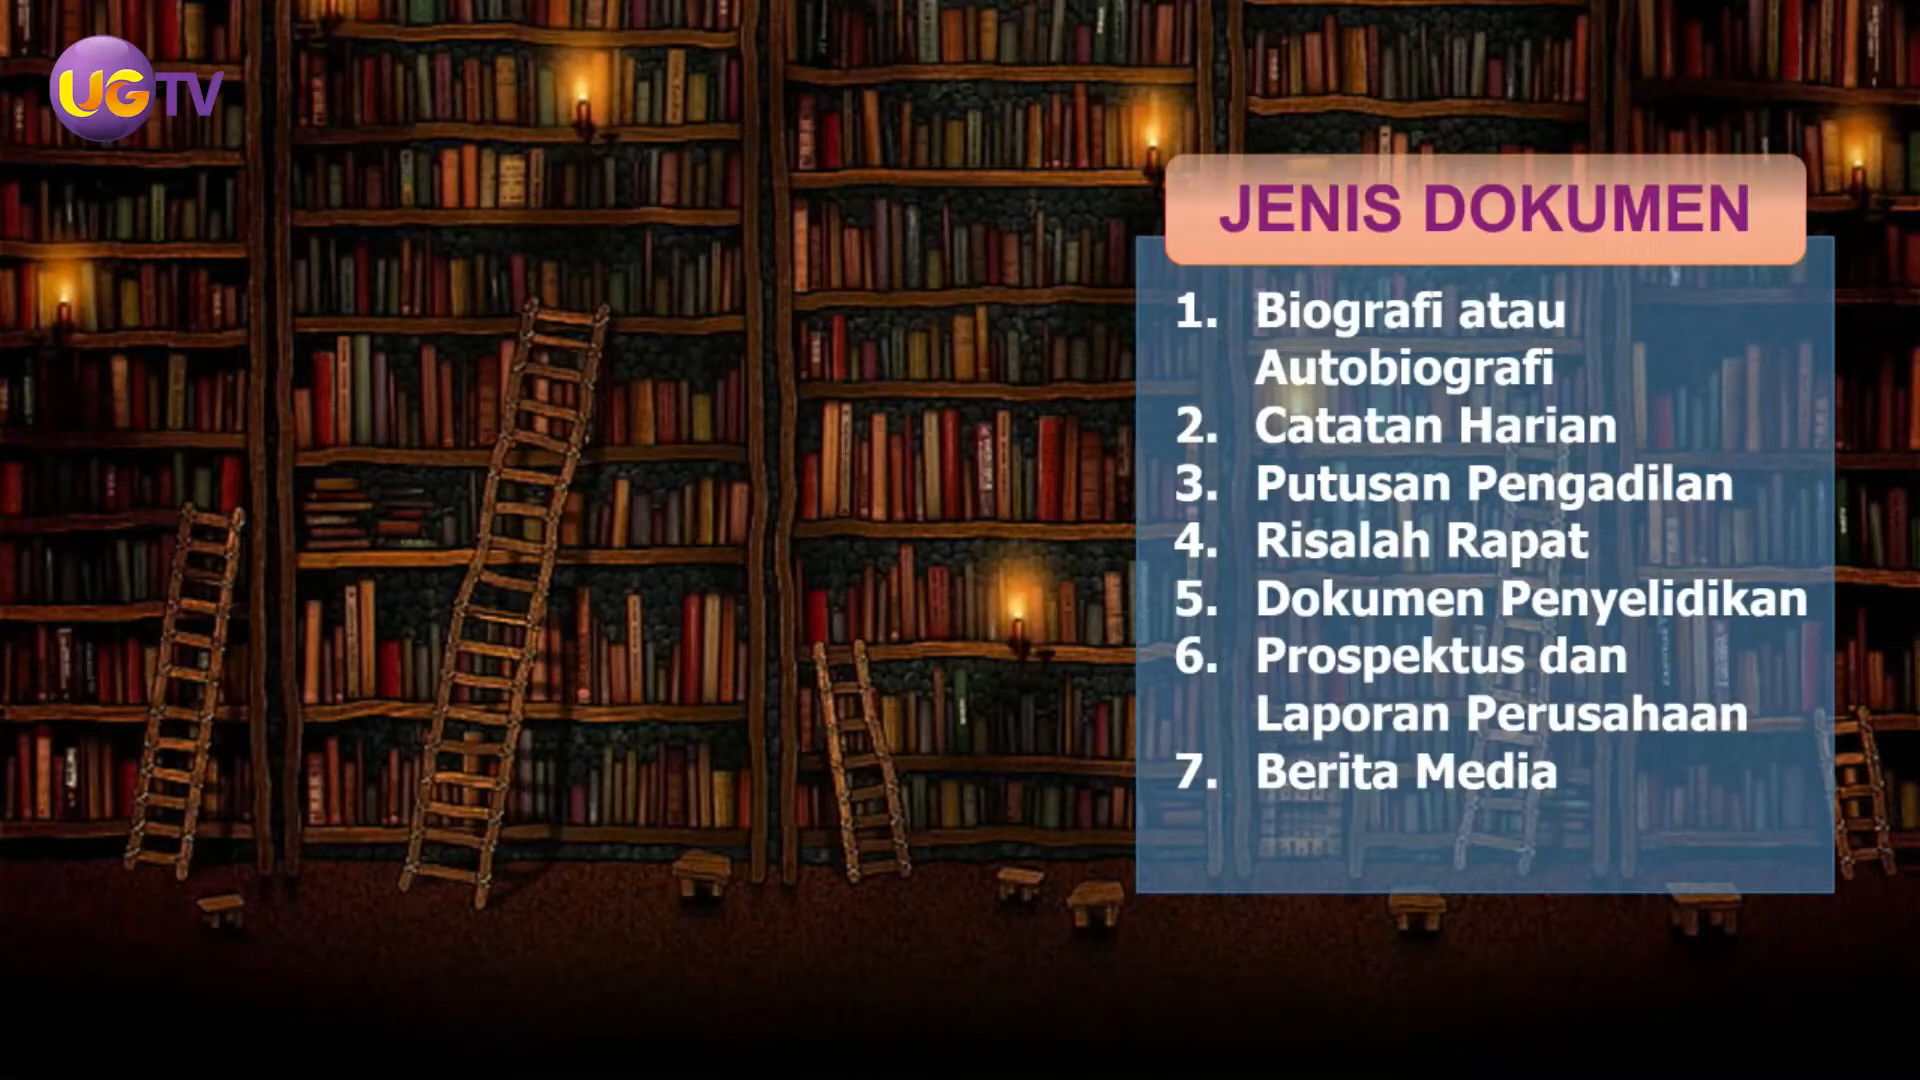 UGTV
JENIS DOKUMEN
1. Biografi atau
Autobiografi
2. Catatan Harian
3. Putusan Pengadilan
4. Risalah Rapat
5. Dokumen Penyelidikan
6. Prospektus dan
Laporan Perusahaan
7. Berita Media